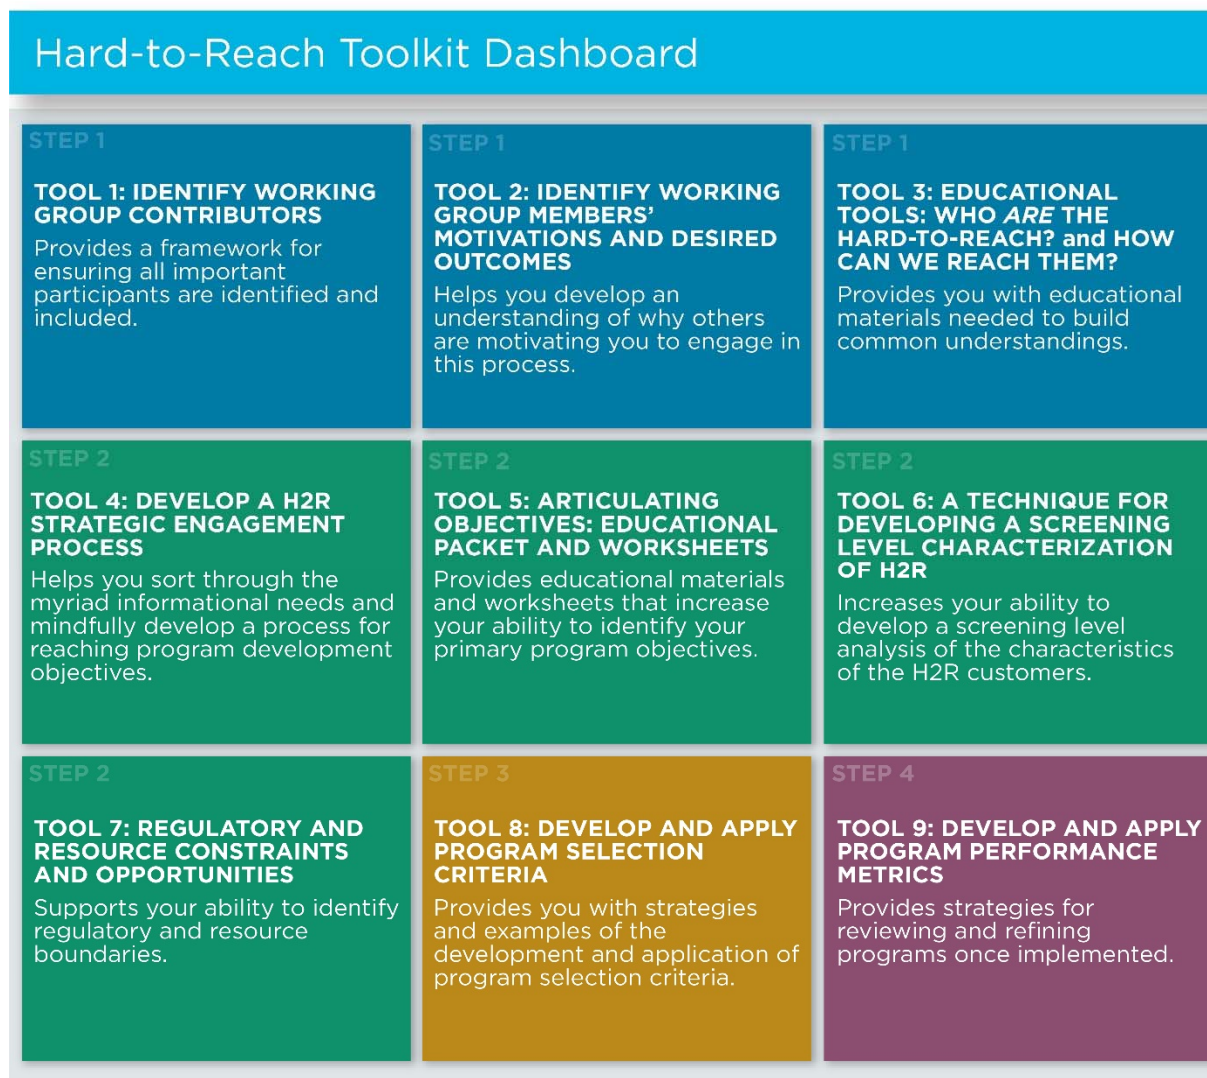 Hard-to-Reach Toolkit Dashboard
STEP 1
TOOL 1: IDENTIFY WORKING
GROUP CONTRIBUTORS
Provides a framework for
ensuring all important
participants are identified and
included.
STEP 1
TOOL 2: IDENTIFY WORKING
GROUP MEMBERS’
MOTIVATIONS AND DESIRED
OUTCOMES
Helps you develop an
understanding of why others
are motivating you to engage in
this process.
STEP 1
TOOL 3: EDUCATIONAL
TOOLS: WHO ARE THE
HARD-TO-REACH? and HOW
CAN WE REACH THEM?
Provides you with educational
materials needed to build
common understandings.
STEP 2
TOOL 4: DEVELOP A H2R
STRATEGIC ENGAGEMENT
PROCESS
Helps you sort through the
myriad informational needs and
mindfully develop a process for
reaching program development
objectives.
STEP 2
TOOL 5: ARTICULATING
OBJECTIVES: EDUCATIONAL
PACKET AND WORKSHEETS
Provides educational materials
and worksheets that increase
your ability to identify your
primary program objectives.
STEP 2
TOOL 6: A TECHNIQUE FOR
DEVELOPING A SCREENING
LEVEL CHARACTERIZATION
OF H2R
Increases your ability to
develop a screening level
analysis of the characteristics
of the H2R customers.
STEP 2
TOOL 7: REGULATORY AND
RESOURCE CONSTRAINTS
AND OPPORTUNITIES
Supports your ability to identify
regulatory and resource
boundaries.
STEP 3
TOOL 8: DEVELOP AND APPLY
PROGRAM SELECTION
CRITERIA
Provides you with strategies
and examples of the
development and application of
program selection criteria.
STEP 4
TOOL 9: DEVELOP AND APPLY
PROGRAM PERFORMANCE
METRICS
Provides strategies for
reviewing and refining
programs once implemented.